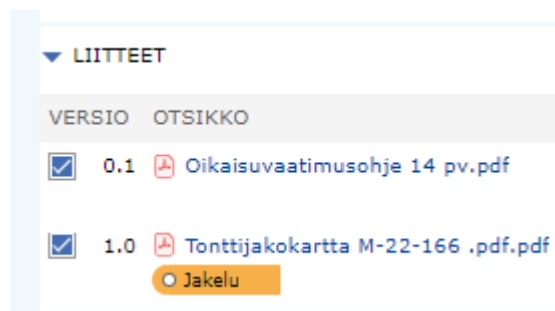 LIITTEET
VERSIO OTSIKKO
0.1 Oikaisuvaatimusohje 14 pv.pdf
1.0 Tonttijakokartta M-22-166 .pdf.pdf
Jakelu